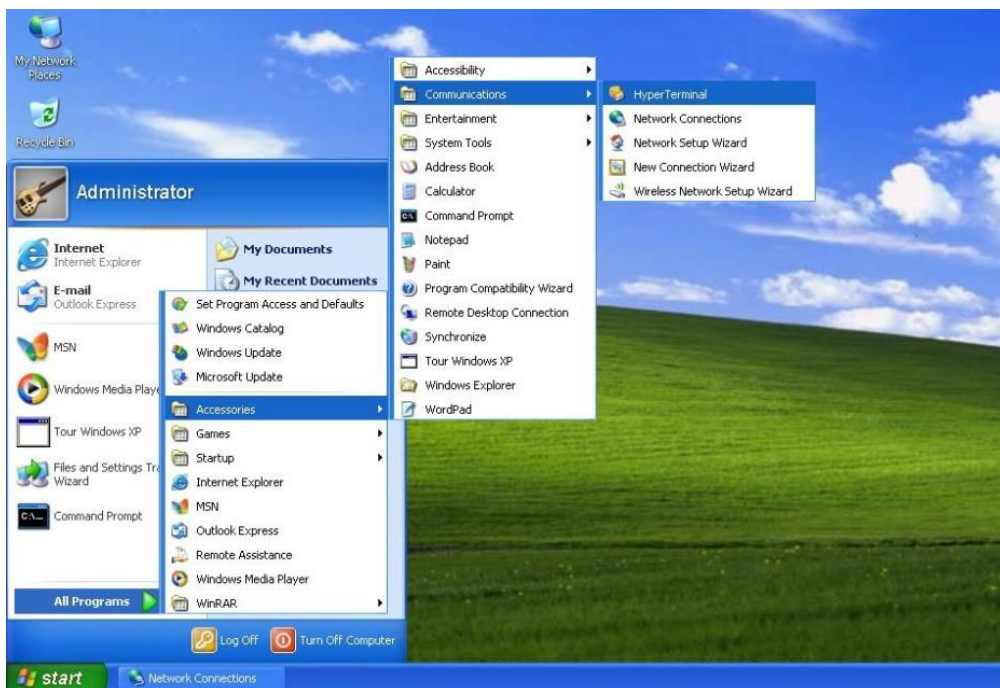 My Network
Places
Recycle Bin
Administrator
Internet
Internet Explorer
E-mail
Outlook Express
MSN
Windows Media Playe
Tour Windows XP
Files and Settings Tra
Wizard
C:\_
Command Prompt
All Programs
My Documents
My Recent Documents
Set Program Access and Defaults
Windows Catalog
Windows Update
Microsoft Update
Accessories
Games
Startup
Internet Explorer
MSN
Outlook Express
Remote Assistance
Windows Media Player
WinRAR
Accessibility
Communications
Entertainment
System Tools
Address Book
Calculator
Command Prompt
Notepad
Paint
Program Compatibility Wizard
Remote Desktop Connection
Synchronize
Tour Windows XP
Windows Explorer
WordPad
HyperTerminal
Network Connections
Network Setup Wizard
New Connection Wizard
Wireless Network Setup Wizard
Log Off
Turn Off Computer
start
Network Connections